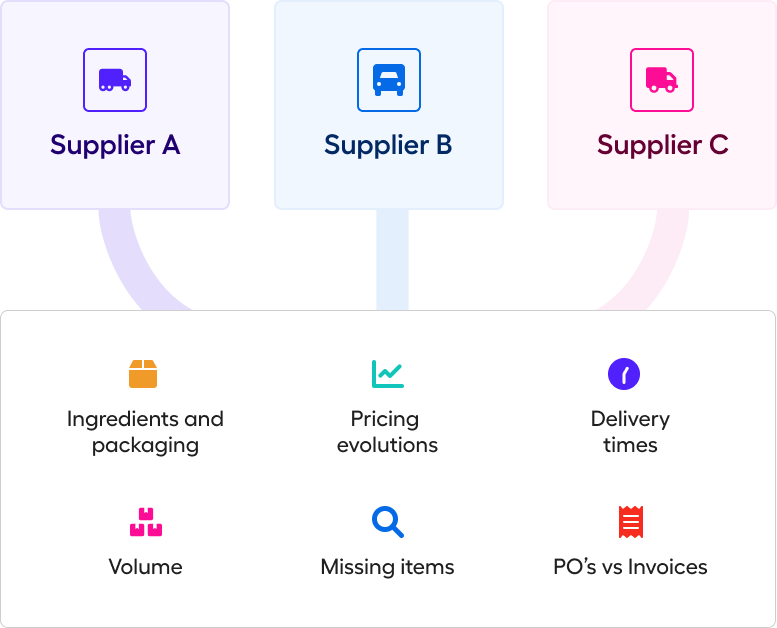 Supplier A
Supplier B
Supplier C
Ingredients and
packaging
Pricing
evolutions
Delivery
times
Volume
Missing items
PO’s vs Invoices